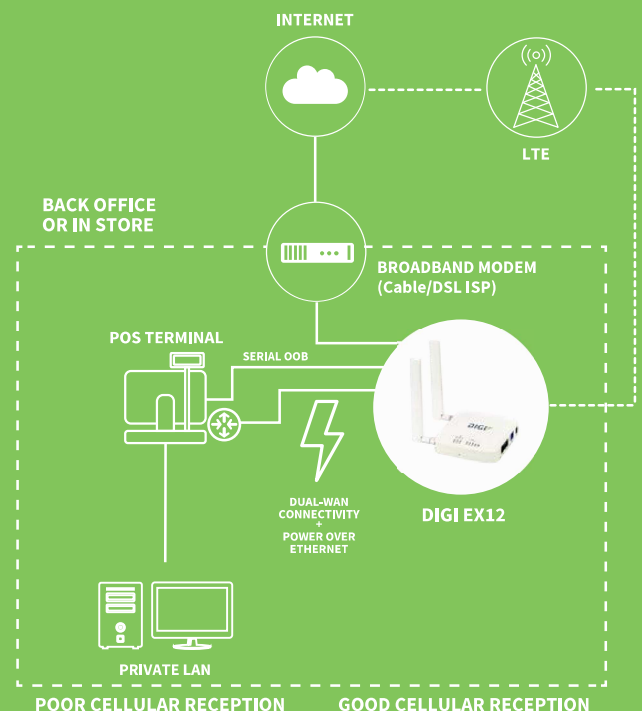 INTERNET
LTE
BACK OFFICE
OR IN STORE
BROADBAND MODEM
(Cable/DSL ISP)
POS TERMINAL
SERIAL OOB
DIGI
DUAL-WAN
CONNECTIVITY
+
POWER OVER
ETHERNET
DIGI EX12
PRIVATE LAN
POOR CELLULAR RECEPTION
GOOD CELLULAR RECEPTION